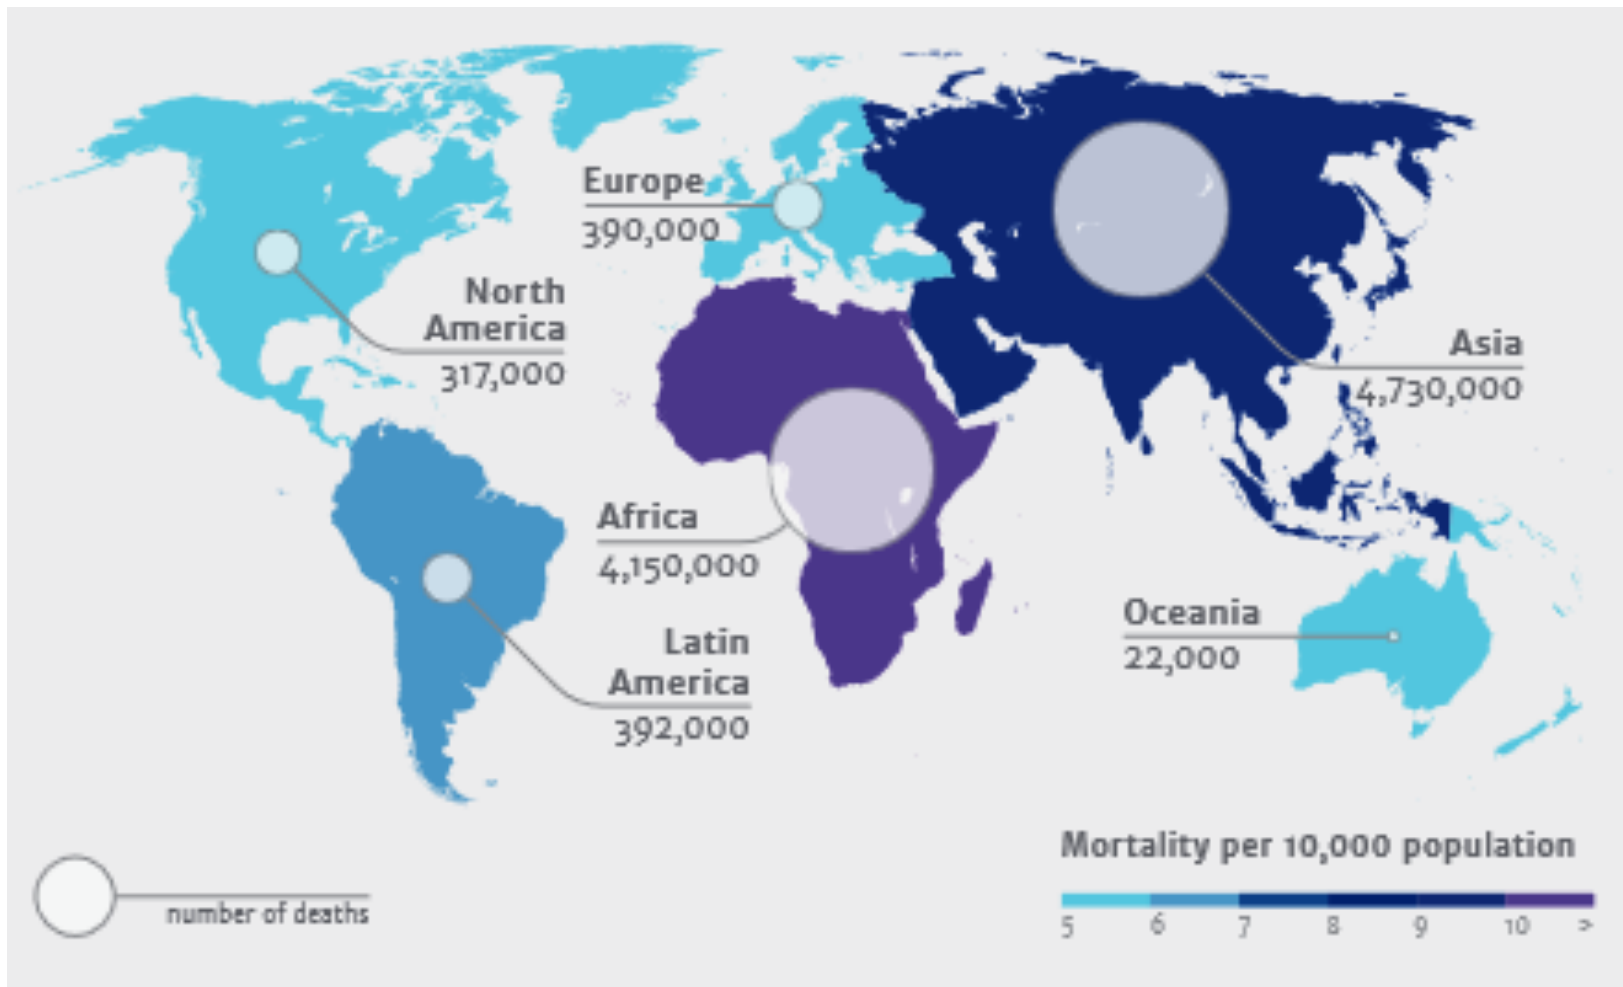 Europe
390,000
North
America
317,000
Asia
4,730,000
Africa
4,150,000
Latin
America
392,000
Oceania
22,000
number of deaths
Mortality per 10,000 population
5 6 7 8 9 10 >